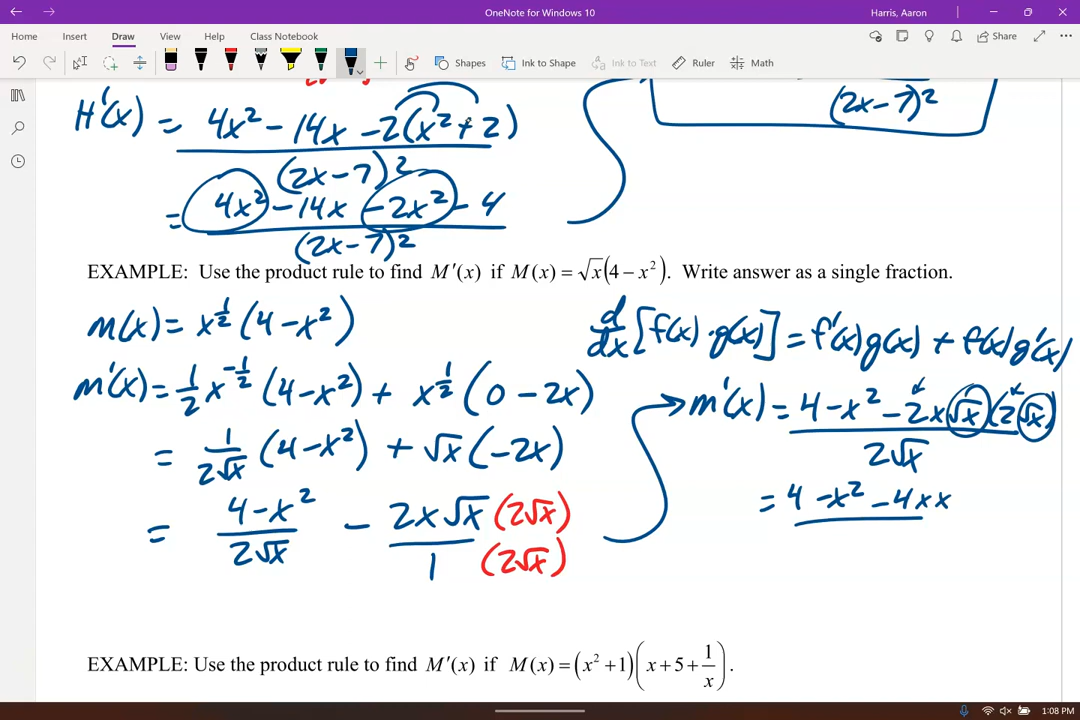 OneNote for Windows 10
Harris, Aaron
Home Insert Draw View Help Class Notebook
Share
Shapes Ink to Shape Ink to Text Ruler Math
H'(x) = 4x² - 14x - 2(x² + 2)
(2x - 7)²
(2x - 7)²
= 4x² - 14x - 2x² - 4
(2x - 7)²
EXAMPLE: Use the product rule to find M'(x) if M(x) = √x(4 - x²). Write answer as a single fraction.
m(x) = x^½ (4 - x²)
d/dx [f(x) · g(x)] = f'(x)g(x) + f(x)g'(x)
m'(x) = ½ x^-½ (4 - x²) + x^½ (0 - 2x)
= 1/(2√x) (4 - x²) + √x (-2x)
= (4 - x²)/(2√x) - (2x√x (2√x))/(1 (2√x))
m'(x) = 4 - x² - 2x√x (2√x)
2√x
= 4 - x² - 4xx
EXAMPLE: Use the product rule to find M'(x) if M(x) = (x² + 1)(x + 5 + 1/x).
1:08 PM